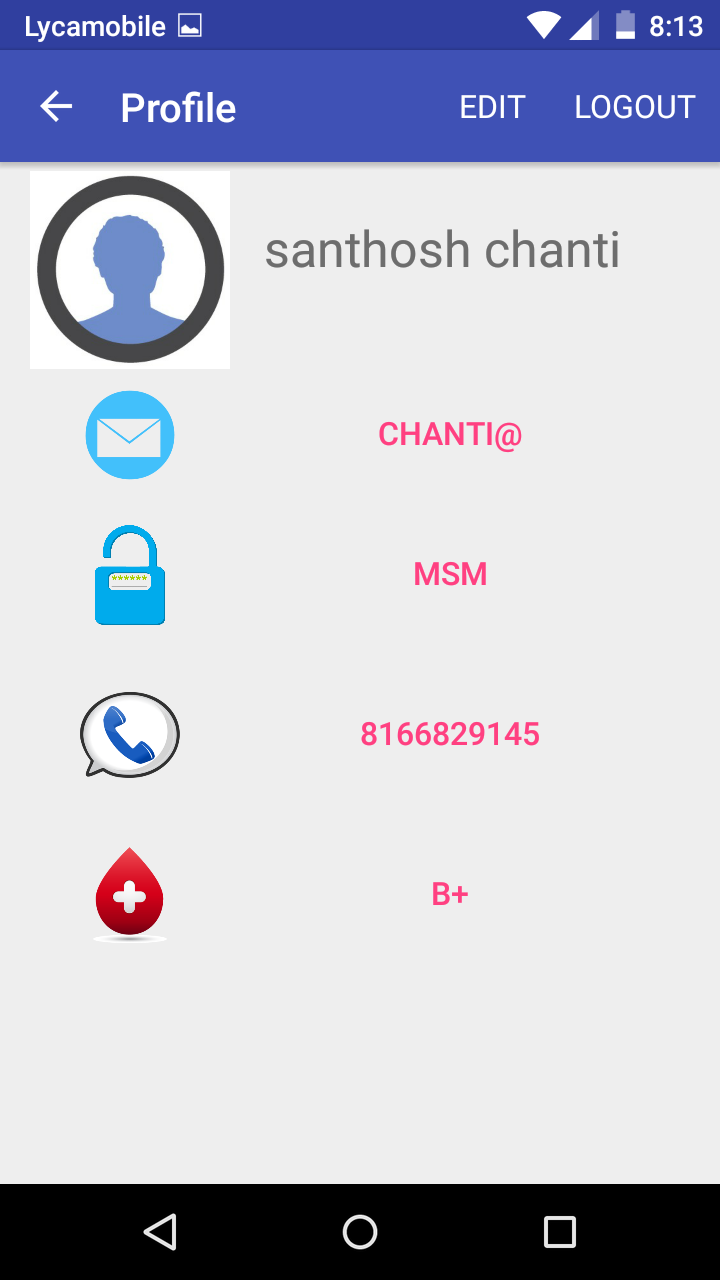 Lycamobile 8:13
Profile EDIT LOGOUT
santhosh chanti
CHANTI@
******
MSM
8166829145
B+